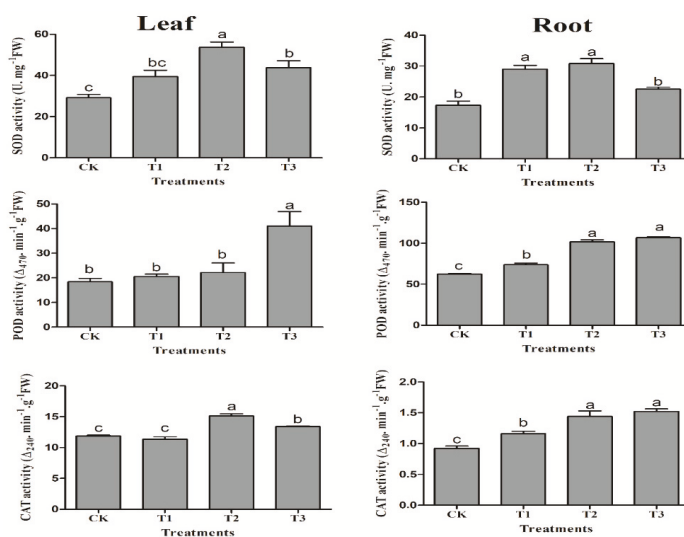 Leaf
Root
SOD activity (U. mg⁻¹FW)
60
40
20
0
c
bc
a
b
CK
T1
T2
T3
Treatments
SOD activity (U. mg⁻¹FW)
40
30
20
10
0
b
a
a
b
CK
T1
T2
T3
Treatments
POD activity (Δ₄₇₀. min⁻¹.g⁻¹FW)
50
40
30
20
10
0
b
b
b
a
CK
T1
T2
T3
Treatments
POD activity (Δ₄₇₀. min⁻¹.g⁻¹FW)
150
100
50
0
c
b
a
a
CK
T1
T2
T3
Treatments
CAT activity (Δ₂₄₀. min⁻¹.g⁻¹FW)
20
15
10
5
0
c
c
a
b
CK
T1
T2
T3
Treatments
CAT activity (Δ₂₄₀. min⁻¹.g⁻¹FW)
2.0
1.5
1.0
0.5
0.0
c
b
a
a
CK
T1
T2
T3
Treatments